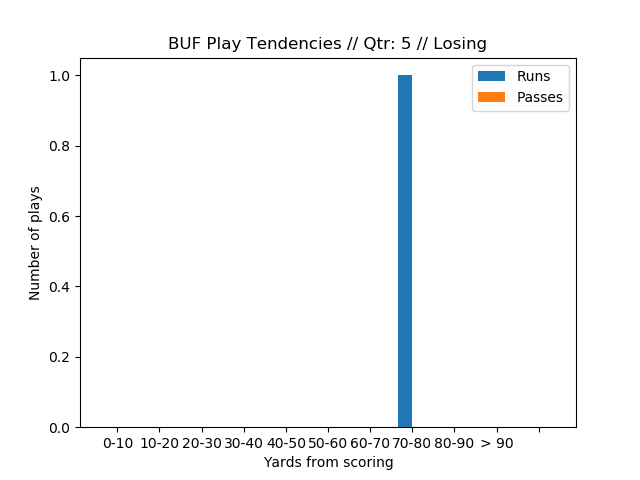 BUF Play Tendencies // Qtr: 5 // Losing
Runs
Passes
Number of plays
1.0
0.8
0.6
0.4
0.2
0.0
0-10 10-20 20-30 30-40 40-50 50-60 60-70 70-80 80-90 > 90
Yards from scoring